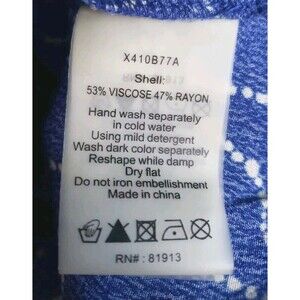 X410B77A
Shell:
53% VISCOSE 47% RAYON
Hand wash separately
in cold water
Using mild detergent
Wash dark color separately
Reshape while damp
Dry flat
Do not iron embellishment
Made in china
RN# : 81913